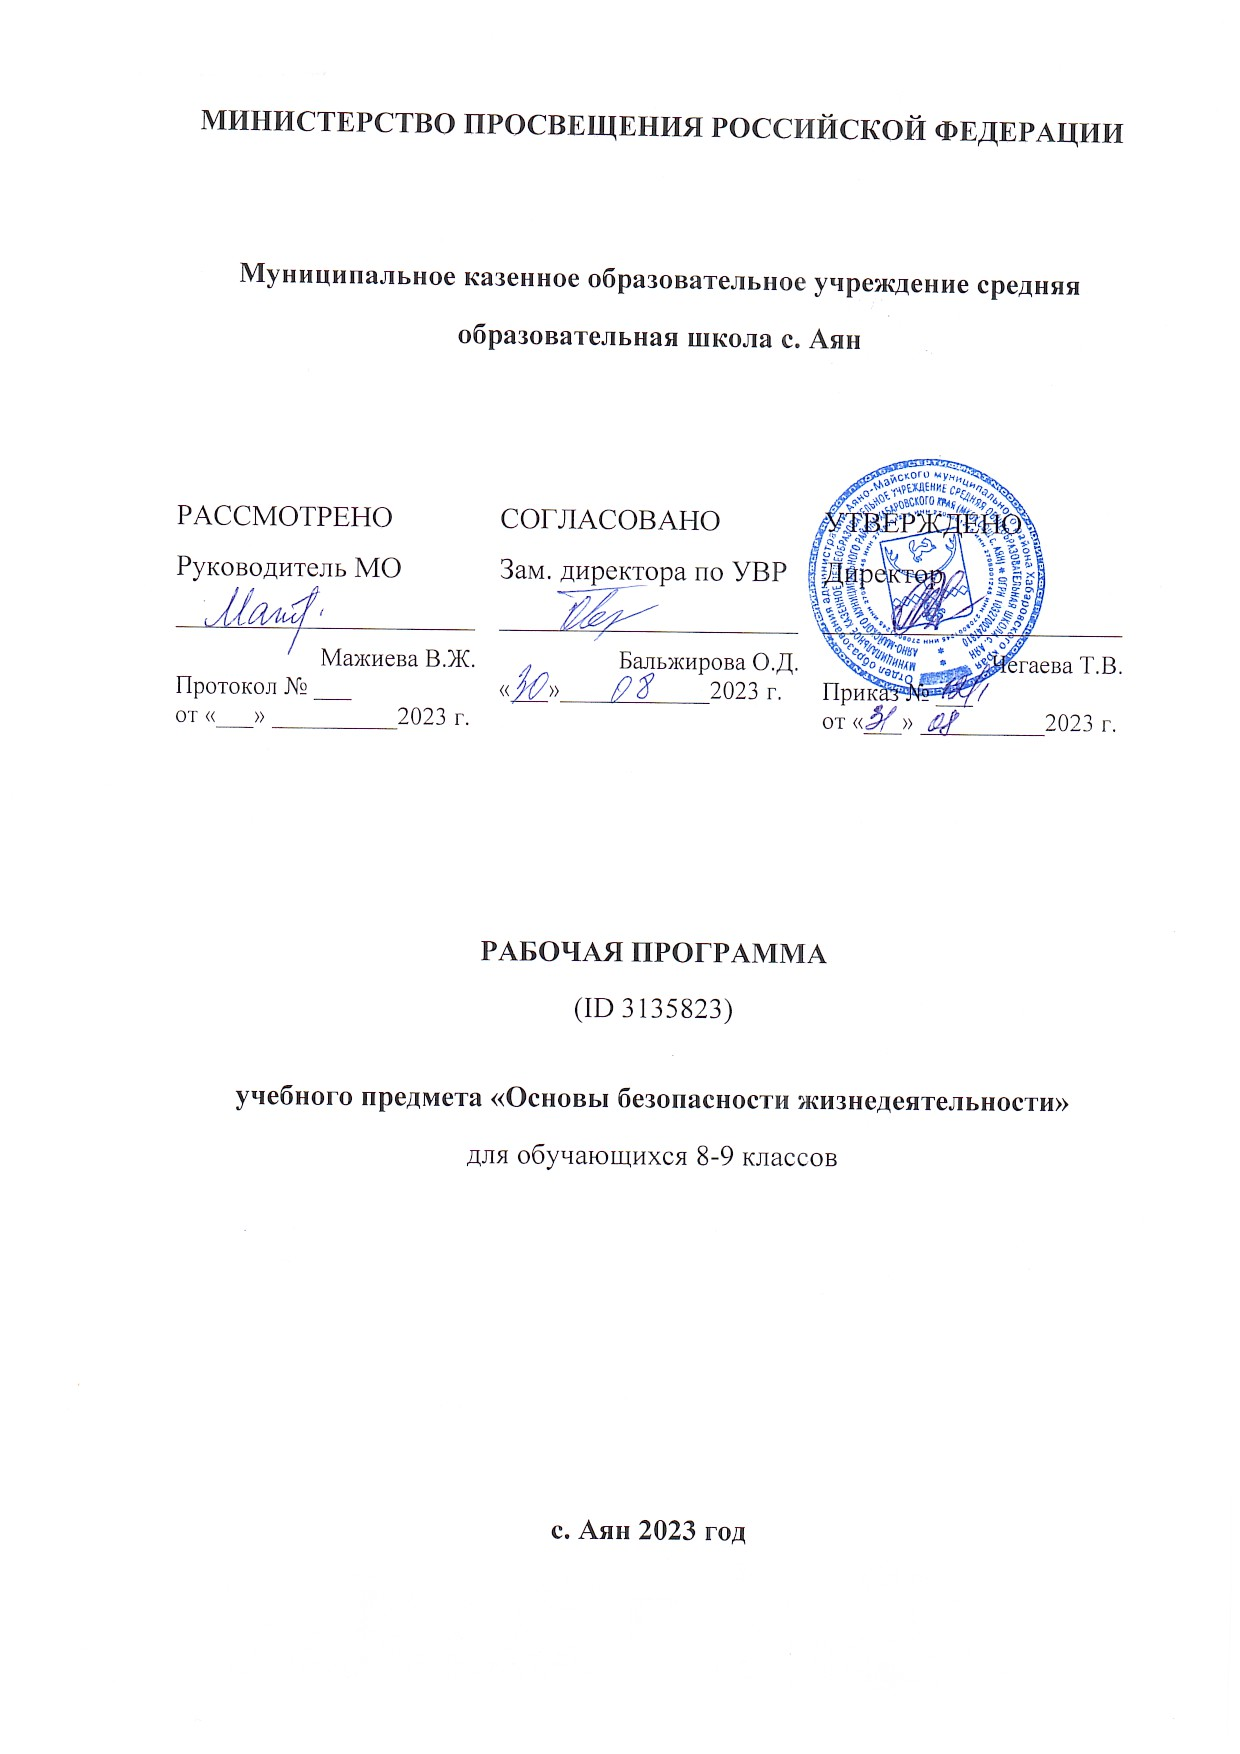 МИНИСТЕРСТВО ПРОСВЕЩЕНИЯ РОССИЙСКОЙ ФЕДЕРАЦИИ
Муниципальное казенное образовательное учреждение средняя
образовательная школа с. Аян
РАССМОТРЕНО
Руководитель МО
Мажиева В.Ж.
Протокол № ___
от «___» __________2023 г.
СОГЛАСОВАНО
Зам. директора по УВР
Бальжирова О.Д.
«30» 08 2023 г.
УТВЕРЖДЕНО
Директор
Чегаева Т.В.
Приказ №
от «31» 08 2023 г.
РАБОЧАЯ ПРОГРАММА
(ID 3135823)
учебного предмета «Основы безопасности жизнедеятельности»
для обучающихся 8-9 классов
с. Аян 2023 год